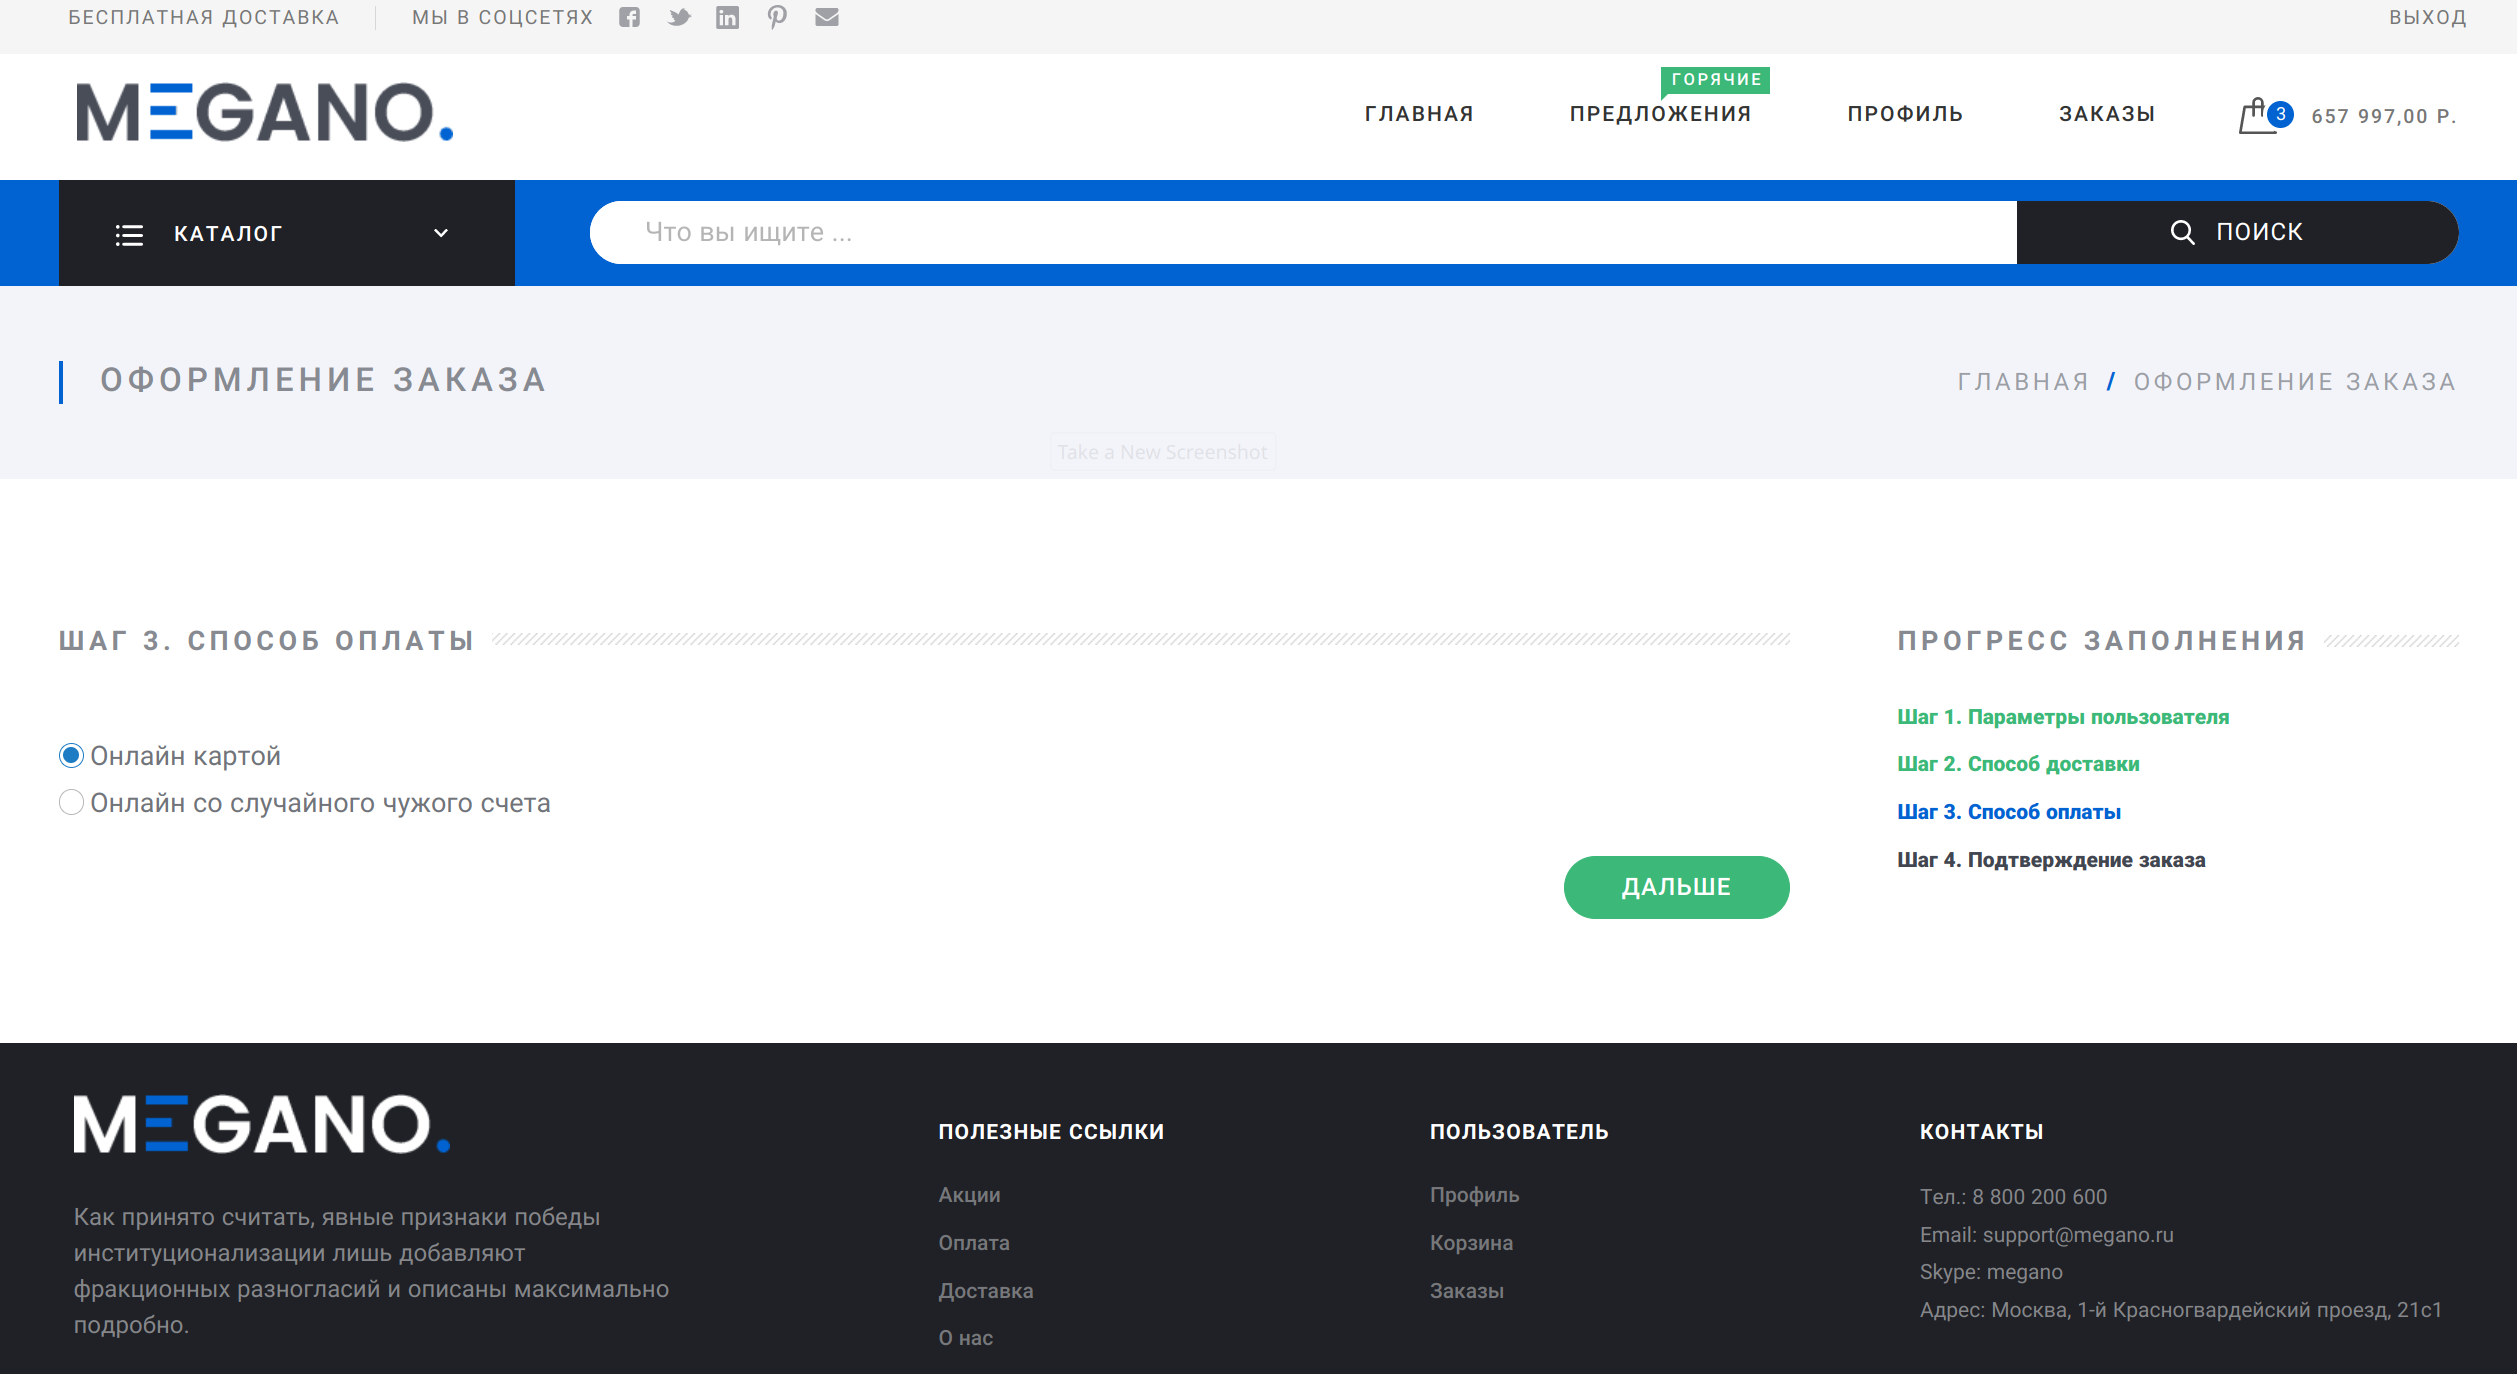 БЕСПЛАТНАЯ ДОСТАВКА
МЫ В СОЦСЕТЯХ
ВЫХОД
MEGANO.
ГЛАВНАЯ
ГОРЯЧИЕ
ПРЕДЛОЖЕНИЯ
ПРОФИЛЬ
ЗАКАЗЫ
3
657 997,00 Р.
КАТАЛОГ
Что вы ищите ...
ПОИСК
ОФОРМЛЕНИЕ ЗАКАЗА
ГЛАВНАЯ / ОФОРМЛЕНИЕ ЗАКАЗА
Take a New Screenshot
ШАГ 3. СПОСОБ ОПЛАТЫ
Онлайн картой
Онлайн со случайного чужого счета
ДАЛЬШЕ
ПРОГРЕСС ЗАПОЛНЕНИЯ
Шаг 1. Параметры пользователя
Шаг 2. Способ доставки
Шаг 3. Способ оплаты
Шаг 4. Подтверждение заказа
MEGANO.
Как принято считать, явные признаки победы
институционализации лишь добавляют
фракционных разногласий и описаны максимально
подробно.
ПОЛЕЗНЫЕ ССЫЛКИ
Акции
Оплата
Доставка
О нас
ПОЛЬЗОВАТЕЛЬ
Профиль
Корзина
Заказы
КОНТАКТЫ
Тел.: 8 800 200 600
Email: support@megano.ru
Skype: megano
Адрес: Москва, 1-й Красногвардейский проезд, 21с1